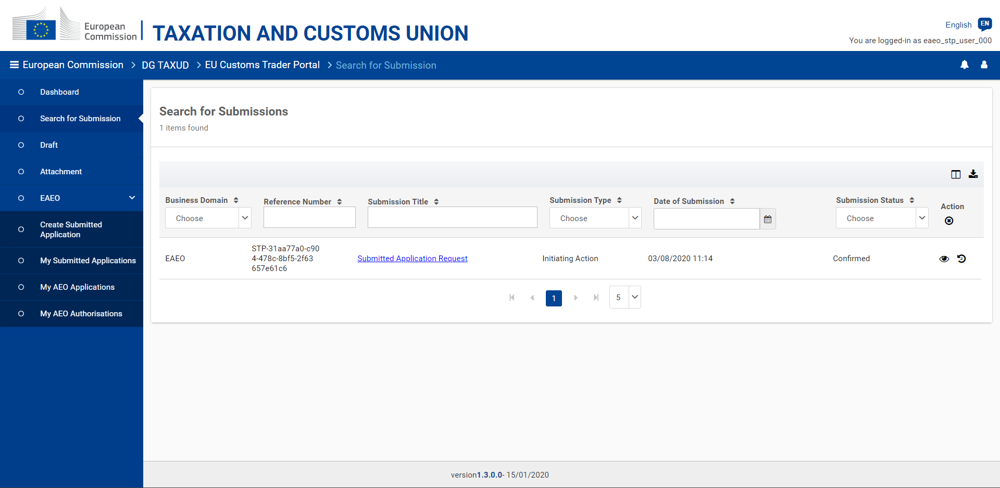 European
Commission
TAXATION AND CUSTOMS UNION
English EN
You are logged-in as eaeo_stp_user_000
European Commission > DG TAXUD > EU Customs Trader Portal > Search for Submission
Dashboard
Search for Submission
Draft
Attachment
EAEO
Create Submitted
Application
My Submitted Applications
My AEO Applications
My AEO Authorisations
Search for Submissions
1 items found
Business Domain Reference Number Submission Title Submission Type Date of Submission Submission Status Action
Choose Choose Choose
EAEO
STP-31aa77a0-c90
4-478c-8bf5-2f63
657e61c6
Submitted Application Request
Initiating Action
03/08/2020 11:14
Confirmed
1 5
version1.3.0.0- 15/01/2020